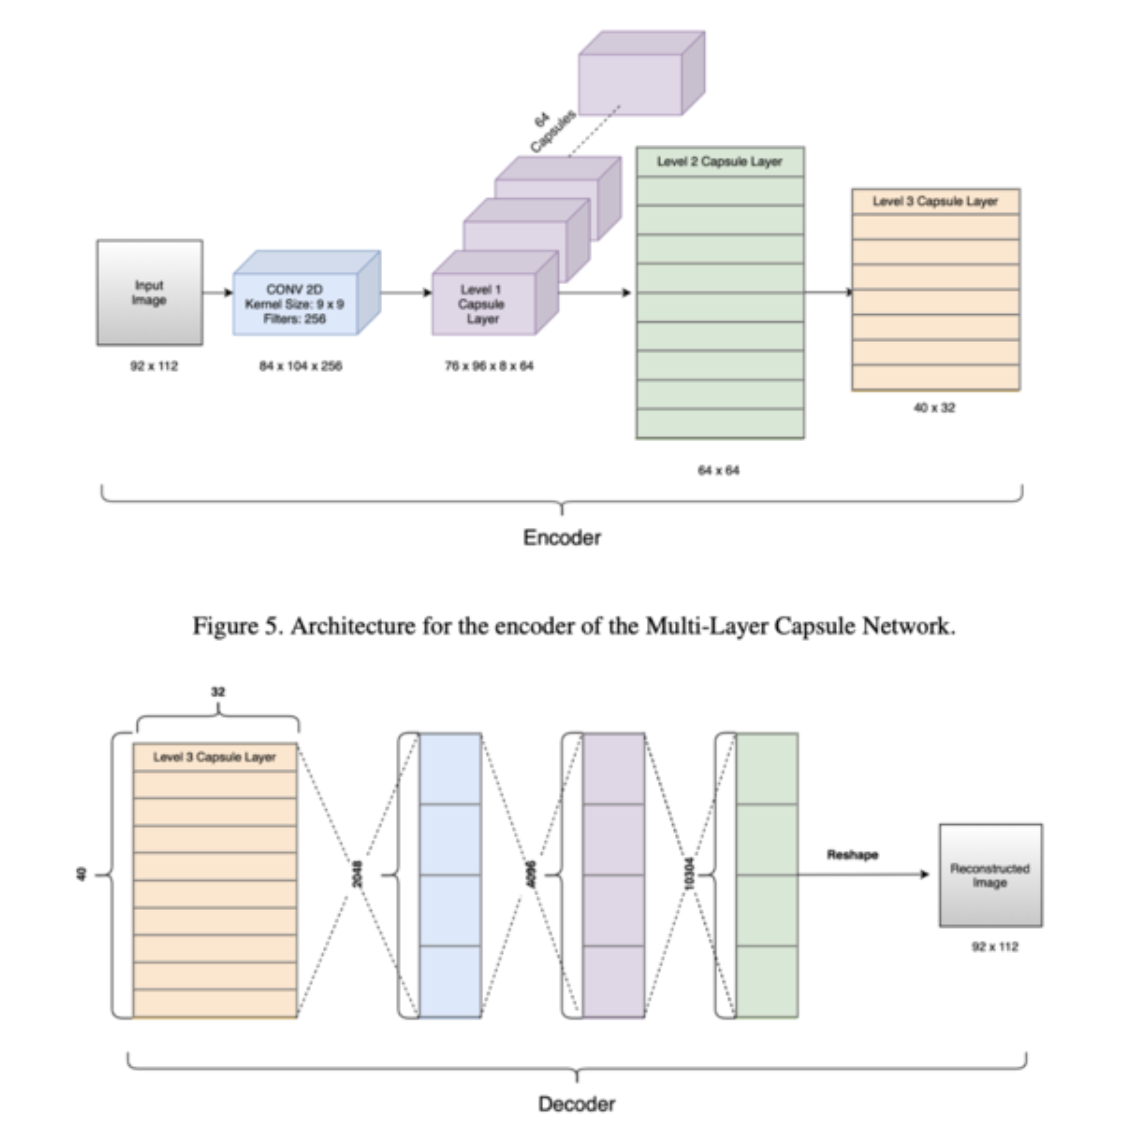 64
Capsules
Level 2 Capsule Layer
Level 3 Capsule Layer
Input
Image
CONV 2D
Kernel Size: 9 x 9
Filters: 256
Level 1
Capsule
Layer
92 x 112
84 x 104 x 256
76 x 96 x 8 x 64
40 x 32
64 x 64
Encoder
Figure 5. Architecture for the encoder of the Multi-Layer Capsule Network.
32
Level 3 Capsule Layer
40
2048
4096
10304
Reshape
Reconstructed
Image
92 x 112
Decoder